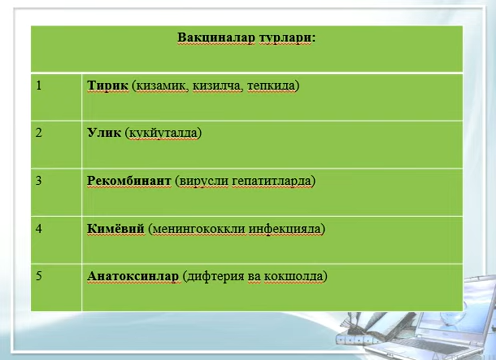 Вакциналар турлари:
1 Тирик (кизамик, кизилча, тепкида)
2 Улик (кукйуталда)
3 Рекомбинант (вирусли гепатитларда)
4 Кимёвий (менингококкли инфекцияда)
5 Анатоксинлар (дифтерия ва кокшолда)